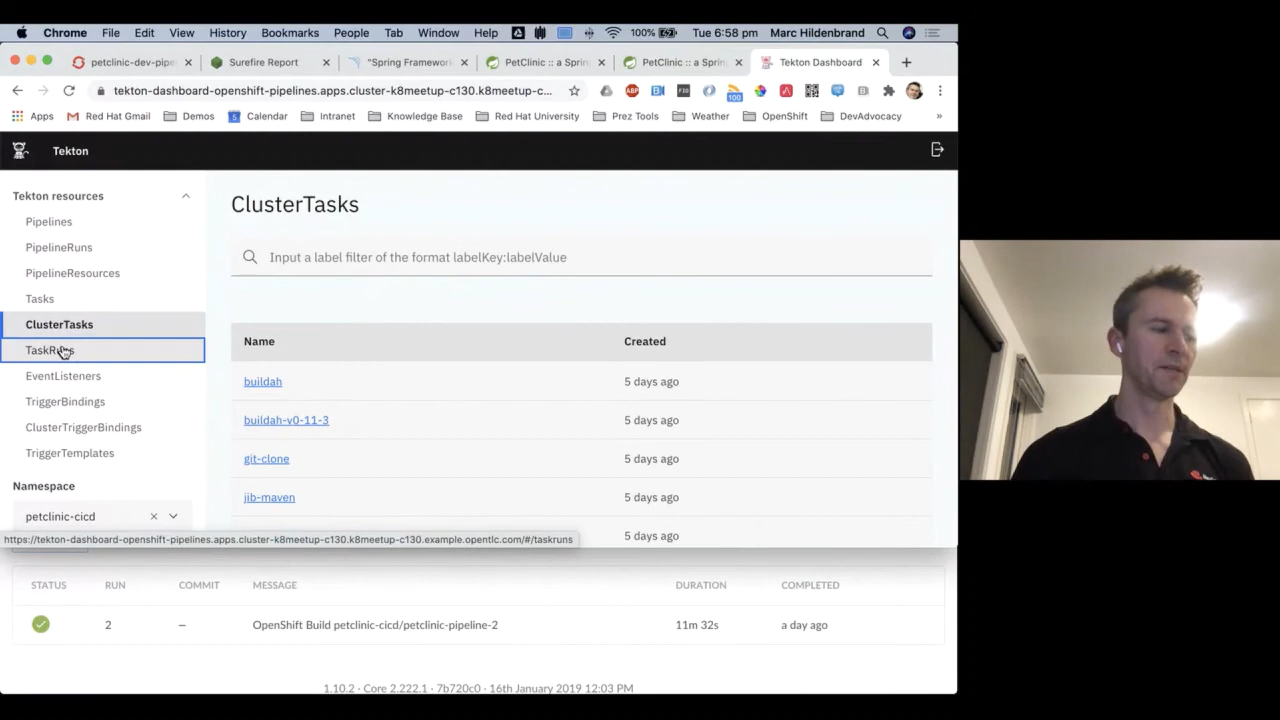 Chrome File Edit View History Bookmarks People Tab Window Help 100% Tue 6:58 pm Marc Hildenbrand
petclinic-dev-pipe Surefire Report "Spring Framework PetClinic :: a Sprin PetClinic :: a Sprin Tekton Dashboard
tekton-dashboard-openshift-pipelines.apps.cluster-k8meetup-c130.k8meetup-c... ABP 100
Apps Red Hat Gmail Demos Calendar Intranet Knowledge Base Red Hat University Prez Tools Weather OpenShift DevAdvocacy »
Tekton
Tekton resources
Pipelines
PipelineRuns
PipelineResources
Tasks
ClusterTasks
TaskRuns
EventListeners
TriggerBindings
ClusterTriggerBindings
TriggerTemplates
Namespace
petclinic-cicd
ClusterTasks
Input a label filter of the format labelKey:labelValue
Name Created
buildah 5 days ago
buildah-v0-11-3 5 days ago
git-clone 5 days ago
jib-maven 5 days ago
5 days ago
https://tekton-dashboard-openshift-pipelines.apps.cluster-k8meetup-c130.k8meetup-c130.example.opentlc.com/#/taskruns
STATUS RUN COMMIT MESSAGE DURATION COMPLETED
2 – OpenShift Build petclinic-cicd/petclinic-pipeline-2 11m 32s a day ago
1.10.2 · Core 2.222.1 · 7b720c0 · 16th January 2019 12:03 PM